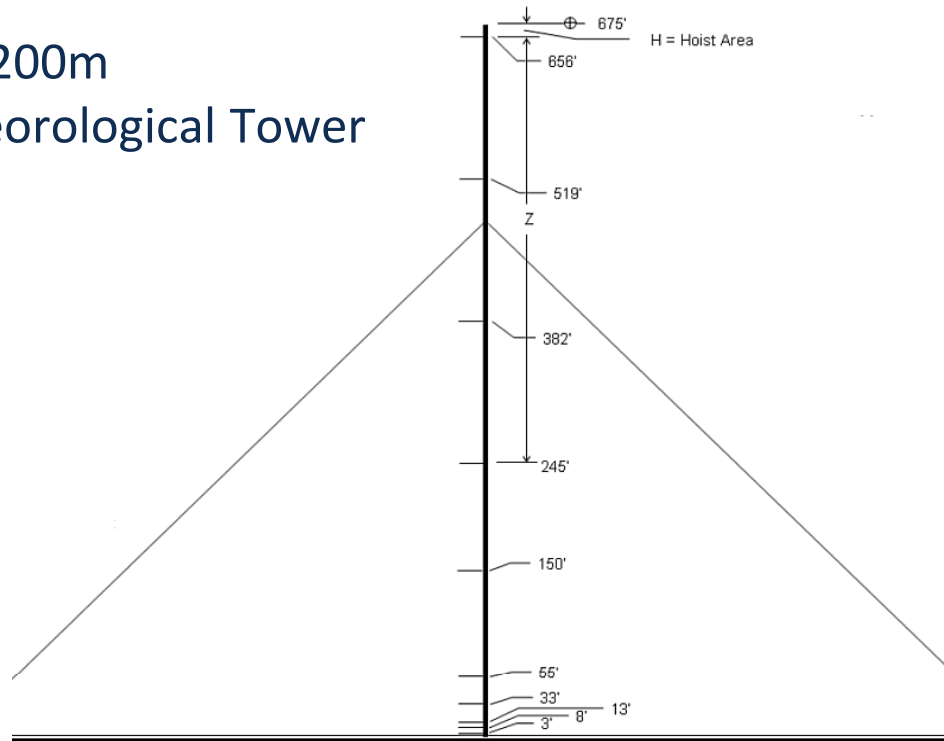 200m
eorological Tower
675'
H = Hoist Area
656'
519'
Z
382'
245'
150'
55'
33'
13'
8'
3'